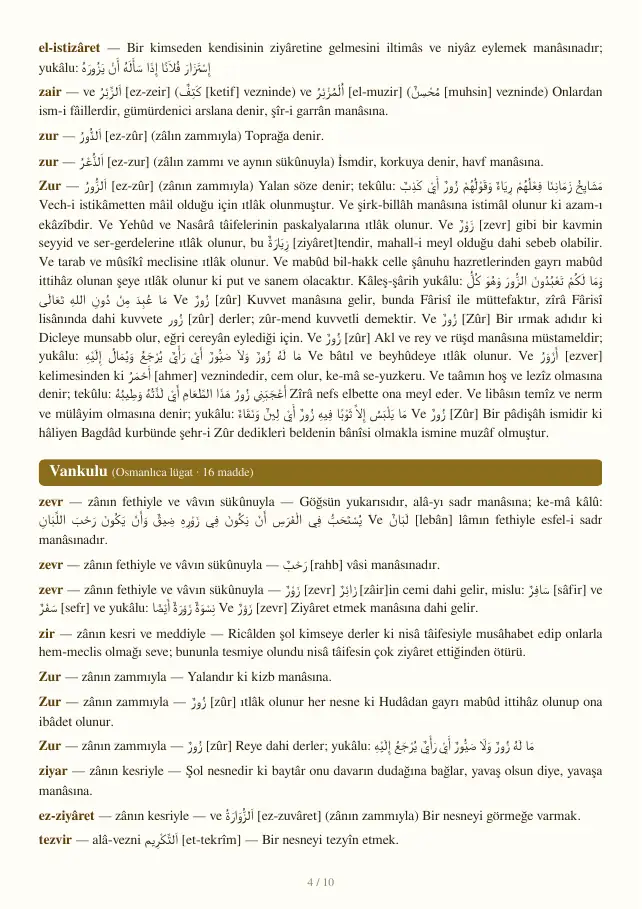 el-istizâret — Bir kimseden kendisinin ziyâretine gelmesini iltimâs ve niyâz eylemek manâsınadır;
yukâlu: إِسْتَزَارَ فُلَانًا إِذَا سَأَلَهُ أَنْ يَزُورَهُ
zair — ve اَلزَّئِرُ [ez-zeir] (كَتِفٌ [ketif] vezninde) ve اَلْمُزْئِرُ [el-muzir] (مُحْسِنٌ [muhsin] vezninde) Onlardan
ism-i fâillerdir, gümürdenici arslana denir, şîr-i garrân manâsına.
zur — اَلذُّورُ [ez-zûr] (zâlın zammıyla) Toprağa denir.
zur — اَلذُّعْرُ [ez-zur] (zâlın zammı ve aynın sükûnuyla) İsmdir, korkuya denir, havf manâsına.
Zur — اَلزُّورُ [ez-zûr] (zânın zammıyla) Yalan söze denir; tekûlu: مَشَايِخُ زَمَانِنَا فِعْلُهُمْ رِيَاءٌ وَقَوْلُهُمْ زُورٌ أَيْ كَذِبٌ
Vech-i istikâmetten mâil olduğu için ıtlâk olunmuştur. Ve şirk-billâh manâsına istimâl olunur ki azam-ı
ekâzîbdir. Ve Yehûd ve Nasârâ tâifelerinin paskalyalarına ıtlâk olunur. Ve زَوْرٌ [zevr] gibi bir kavmin
seyyid ve ser-gerdelerine ıtlâk olunur, bu زِيَارَةٌ [ziyâret]tendir, mahall-i meyl olduğu dahi sebeb olabilir.
Ve tarab ve mûsîkî meclisine ıtlâk olunur. Ve mabûd bil-hakk celle şânuhu hazretlerinden gayrı mabûd
ittihâz olunan şeye ıtlâk olunur ki put ve sanem olacaktır. Kâleş-şârih yukâlu: وَمَا لَكُمْ تَعْبُدُونَ الزُّورَ وَهُوَ كُلُّ
مَا عُبِدَ مِنْ دُونِ اللهِ تَعَالَى Ve زُورٌ [zûr] Kuvvet manâsına gelir, bunda Fârisî ile müttefaktır, zîrâ Fârisî
lisânında dahi kuvvete زور [zûr] derler; zûr-mend kuvvetli demektir. Ve زُورٌ [Zûr] Bir ırmak adıdır ki
Dicleye munsabb olur, eğri cereyân eylediği için. Ve زُورٌ [zûr] Akl ve rey ve rüşd manâsına müstameldir;
yukâlu: مَا لَهُ زُورٌ وَلَا صَيُّورٌ أَيْ رَأْيٌ يُرْجَعُ وَيُمَالُ إِلَيْهِ Ve bâtıl ve beyhûdeye ıtlâk olunur. Ve أَزْوَرُ [ezver]
kelimesinden ki أَحْمَرُ [ahmer] veznindedir, cem olur, ke-mâ se-yuzkeru. Ve taâmın hoş ve lezîz olmasına
denir; tekûlu: أَعْجَبَنِي زُورُ هَذَا الطَّعَامِ أَيْ لَذَّتُهُ وَطِيبُهُ Zîrâ nefs elbette ona meyl eder. Ve libâsın temîz ve nerm
ve mülâyim olmasına denir; yukâlu: مَا يَلْبَسُ إِلَّا ثَوْبًا فِيهِ زُورٌ أَيْ لِينٌ وَنَقَاءٌ Ve زُورٌ [Zûr] Bir pâdişâh ismidir ki
hâliyen Bagdâd kurbünde şehr-i Zûr dedikleri beldenin bânîsi olmakla ismine muzâf olmuştur.
Vankulu (Osmanlıca lügat · 16 madde)
zevr — zânın fethiyle ve vâvın sükûnuyla — Göğsün yukarısıdır, alâ-yı sadr manâsına; ke-mâ kâlû:
يُسْتَحَبُّ فِي الْفَرَسِ أَنْ يَكُونَ فِي زَوْرِهِ ضِيقٌ وَأَنْ يَكُونَ رَحْبَ اللَّبَانِ Ve لَبَانٌ [lebân] lâmın fethiyle esfel-i sadr
manâsınadır.
zevr — zânın fethiyle ve vâvın sükûnuyla — رَحْبٌ [rahb] vâsi manâsınadır.
zevr — zânın fethiyle ve vâvın sükûnuyla — زَوْرٌ [zevr] زَائِرٌ [zâir]in cemi dahi gelir, mislu: سَافِرٌ [sâfir] ve
سَفْرٌ [sefr] ve yukâlu: نِسْوَةٌ زَوْرَةٌ أَيْضًا Ve زَوْرٌ [zevr] Ziyâret etmek manâsına dahi gelir.
zir — zânın kesri ve meddiyle — Ricâlden şol kimseye derler ki nisâ tâifesiyle musâhabet edip onlarla
hem-meclis olmağı seve; bununla tesmiye olundu nisâ tâifesin çok ziyâret ettiğinden ötürü.
Zur — zânın zammıyla — Yalandır ki kizb manâsına.
Zur — zânın zammıyla — زُورٌ [zûr] ıtlâk olunur her nesne ki Hudâdan gayrı mabûd ittihâz olunup ona
ibâdet olunur.
Zur — zânın zammıyla — زُورٌ [zûr] Reye dahi derler; yukâlu: مَا لَهُ زُورٌ وَلَا صَيُّورٌ أَيْ رَأْيٌ يُرْجَعُ إِلَيْهِ
ziyar — zânın kesriyle — Şol nesnedir ki baytâr onu davarın dudağına bağlar, yavaş olsun diye, yavaşa
manâsına.
ez-ziyâret — zânın kesriyle — ve اَلزُّوَارَةُ [ez-zuvâret] (zânın zammıyla) Bir nesneyi görmeğe varmak.
tezvir — alâ-vezni اَلتَّكْرِيم [et-tekrîm] — Bir nesneyi tezyîn etmek.
4 / 10